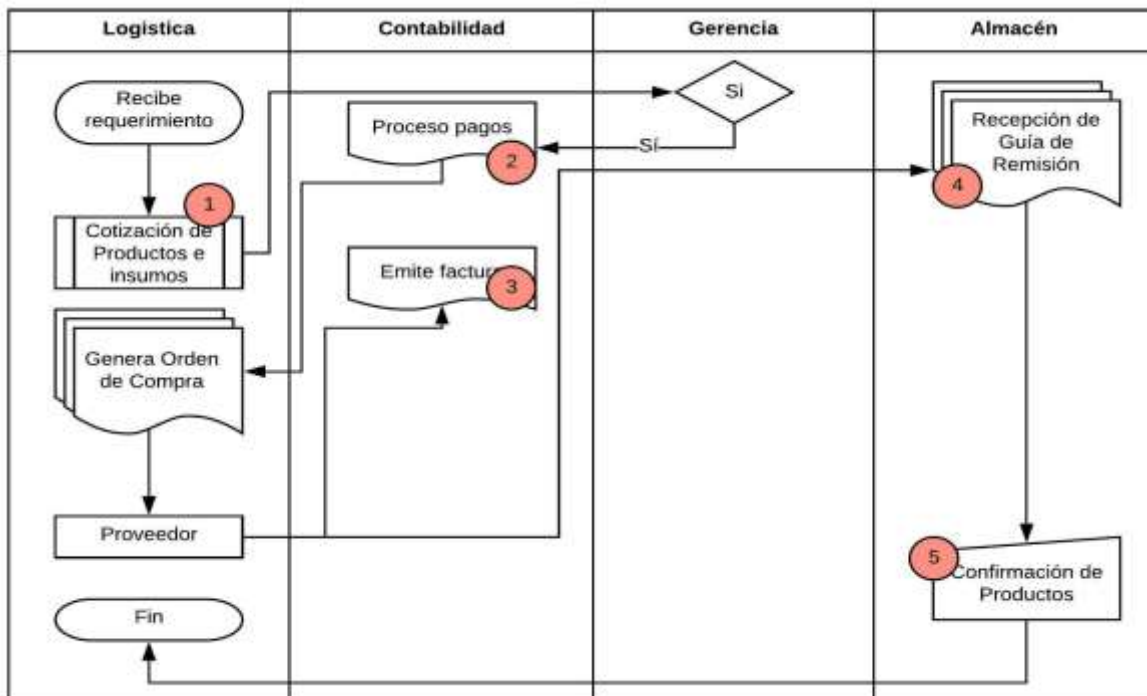 Logistica
Contabilidad
Gerencia
Almacén
Recibe
requerimiento
1
Cotización de
Productos e
insumos
Genera Orden
de Compra
Proveedor
Fin
Proceso pagos
2
Emite factura
3
Si
Sí
Recepción de
Guía de
Remisión
4
5
Confirmación de
Productos